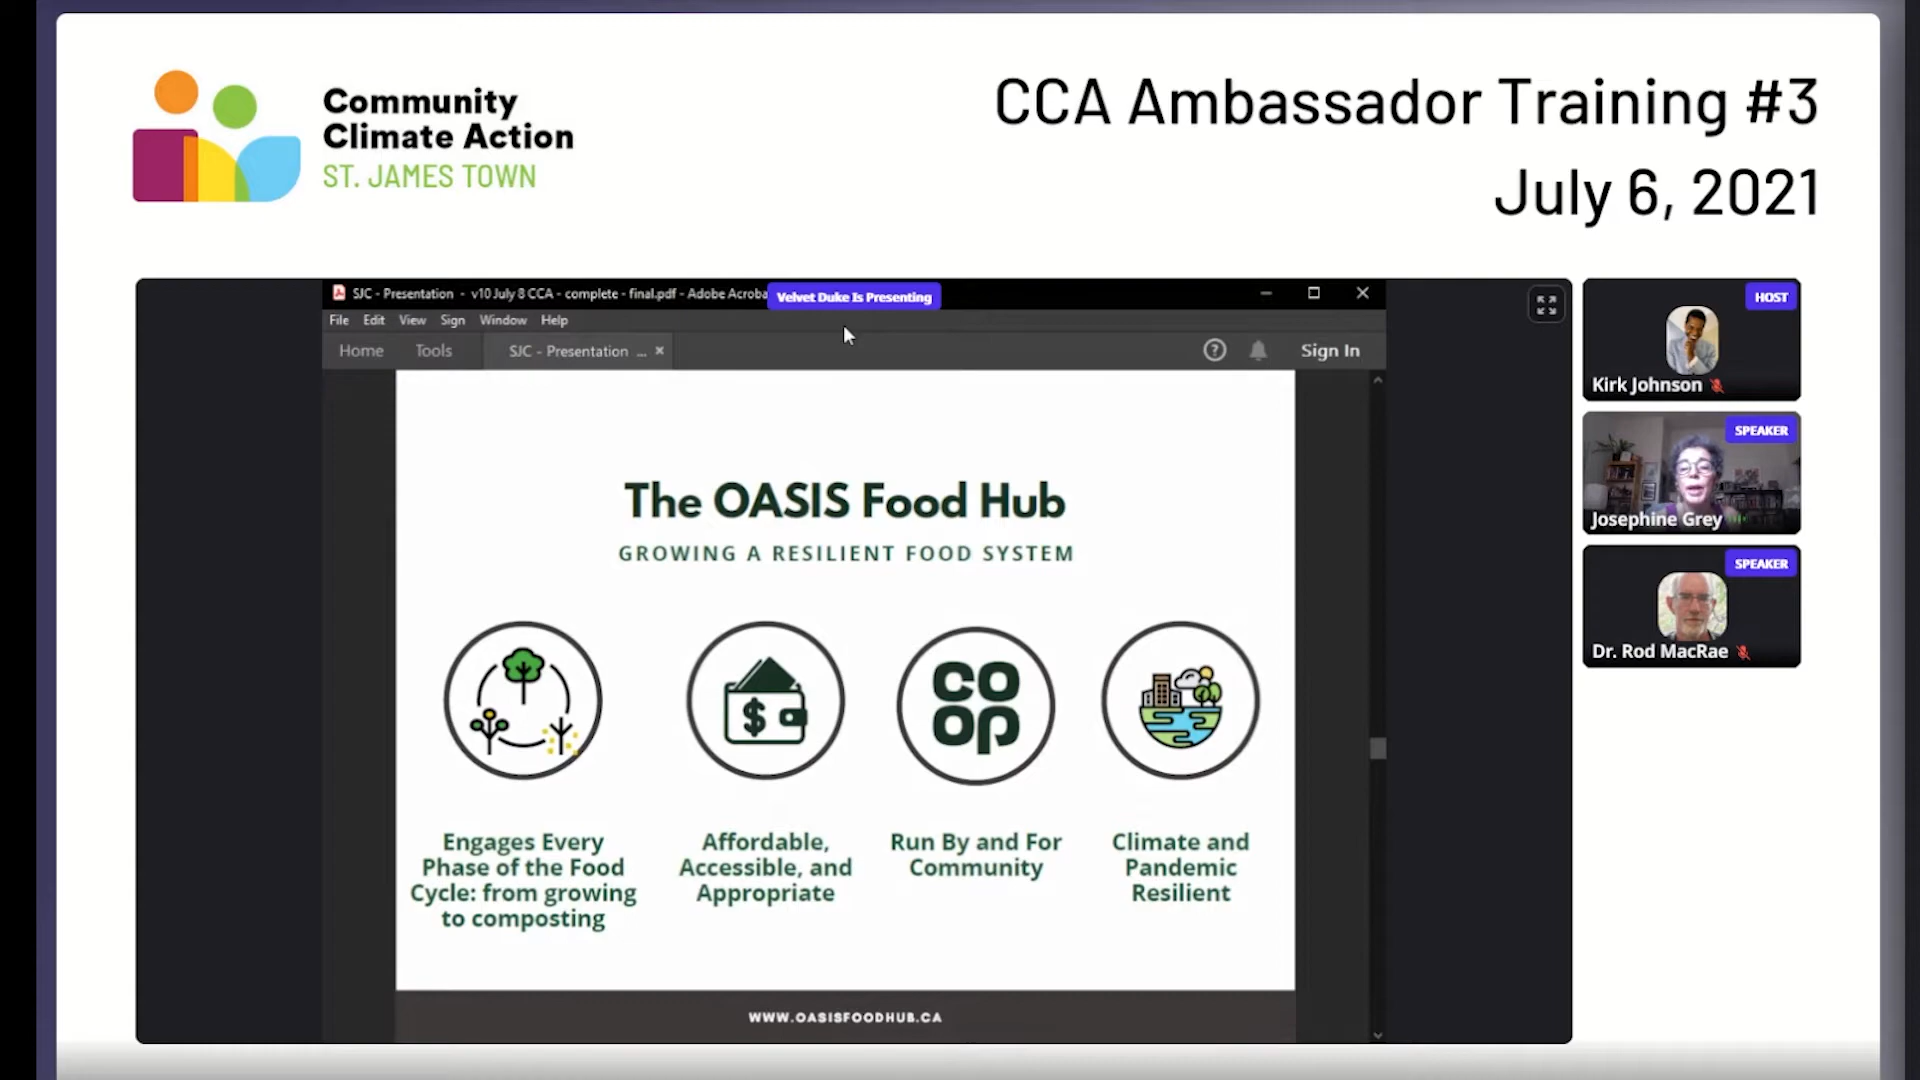 Community
Climate Action
ST. JAMES TOWN
CCA Ambassador Training #3
July 6, 2021
SJC - Presentation - v10 July 8 CCA - complete - final.pdf - Adobe Acroba
Velvet Duke Is Presenting
File Edit View Sign Window Help
Home Tools SJC - Presentation ... × Sign In
The OASIS Food Hub
GROWING A RESILIENT FOOD SYSTEM
$
CO
OP
Engages Every
Phase of the Food
Cycle: from growing
to composting
Affordable,
Accessible, and
Appropriate
Run By and For
Community
Climate and
Pandemic
Resilient
WWW.OASISFOODHUB.CA
HOST
Kirk Johnson
SPEAKER
Josephine Grey
SPEAKER
Dr. Rod MacRae